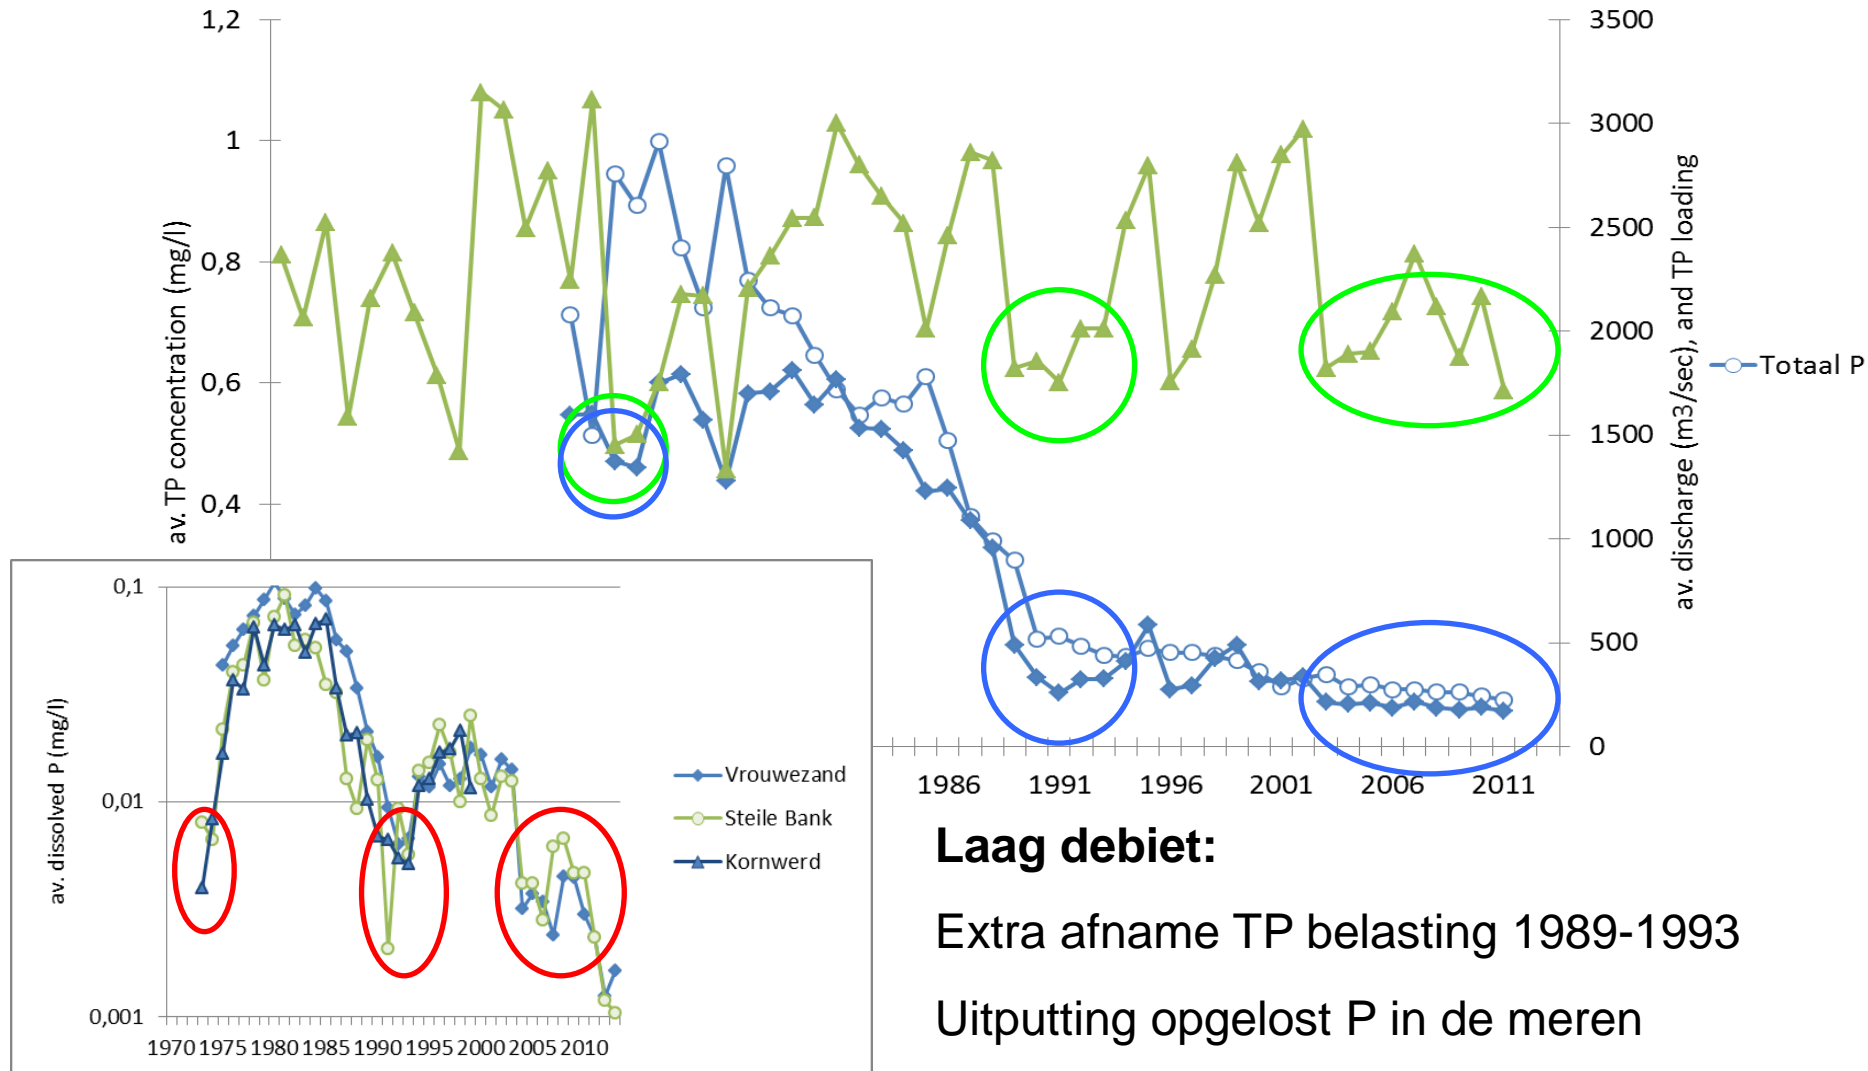 1,2
1
0,8
0,6
0,4
av. TP concentration (mg/l)
3500
3000
2500
2000
1500
1000
500
0
av. discharge (m3/sec), and TP loading
Totaal P
1986 1991 1996 2001 2006 2011
0,1
0,01
0,001
av. dissolved P (mg/l)
1970 1975 1980 1985 1990 1995 2000 2005 2010
Vrouwezand
Steile Bank
Kornwerd
Laag debiet:
Extra afname TP belasting 1989-1993
Uitputting opgelost P in de meren